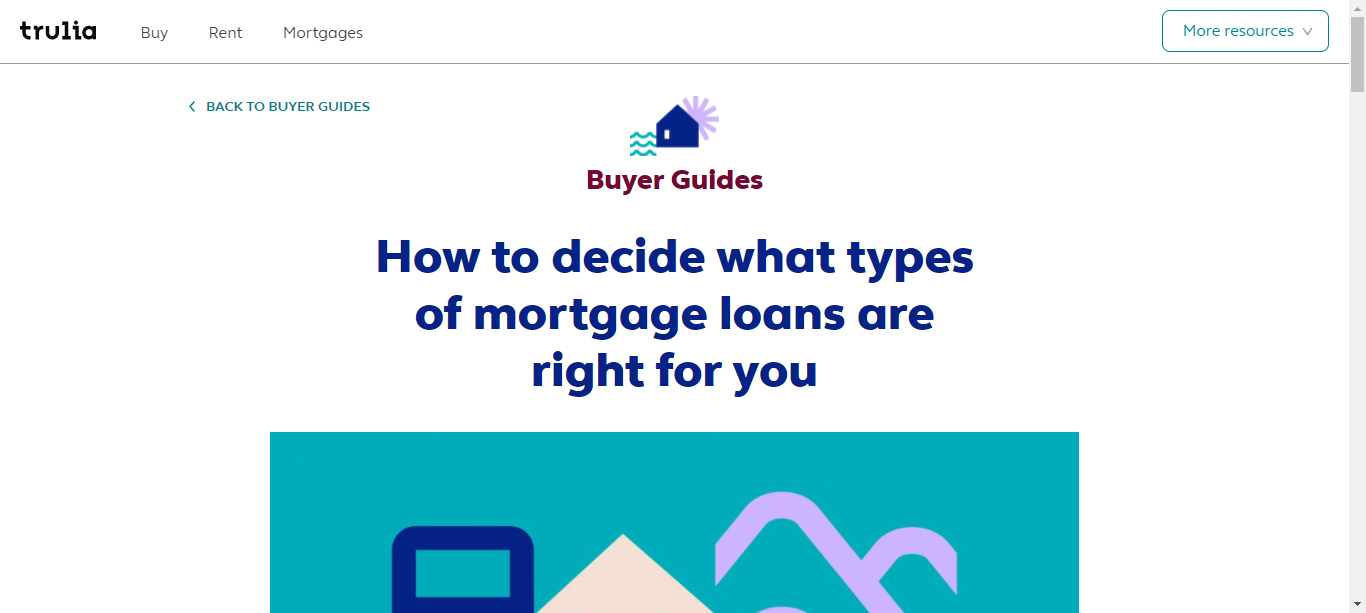 trulia Buy Rent Mortgages More resources
BACK TO BUYER GUIDES
Buyer Guides
How to decide what types
of mortgage loans are
right for you